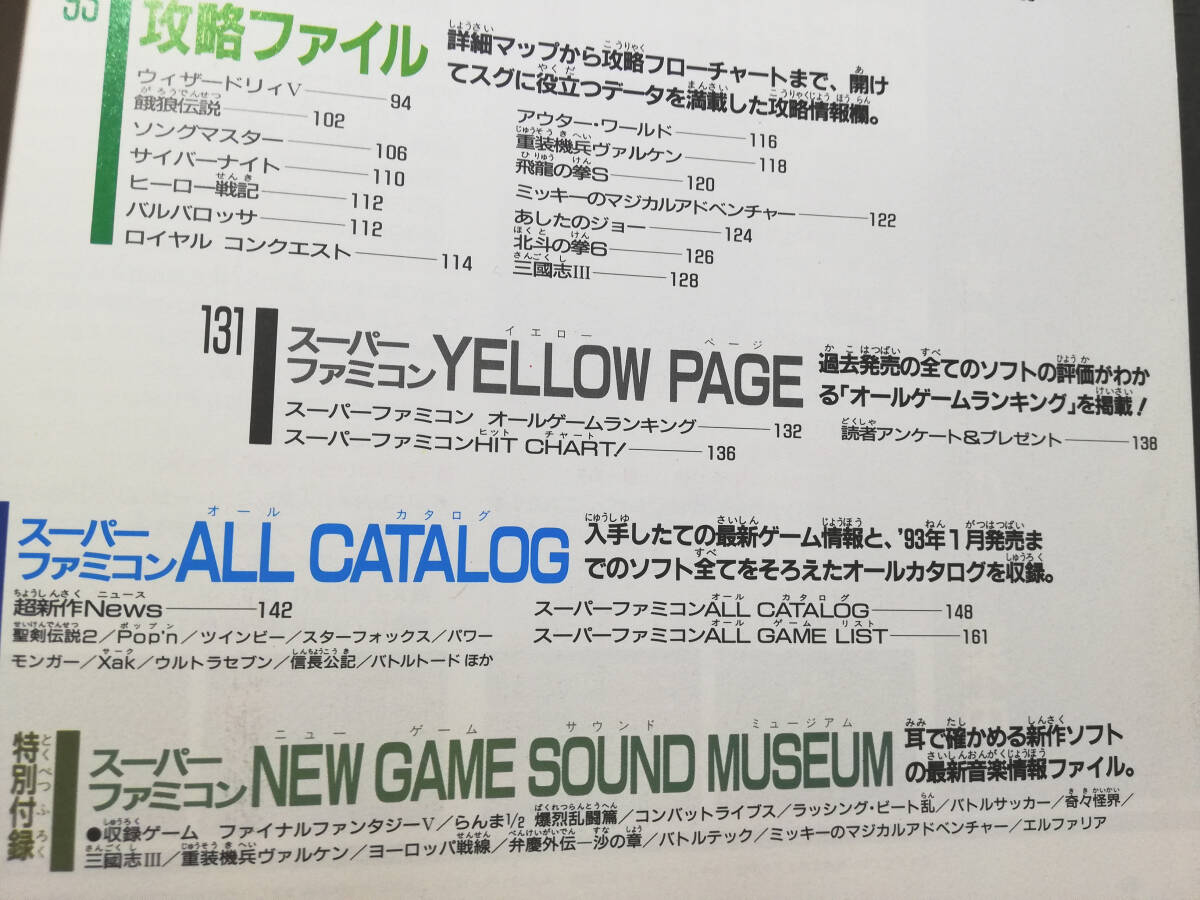 93
攻略ファイル
詳細マップから攻略フローチャートまで、開け
てスグに役立つデータを満載した攻略情報欄。
ウィザードリィV 94
餓狼伝説 102
ソングマスター 106
サイバーナイト 110
ヒーロー戦記 112
バルバロッサ 112
ロイヤル コンクエスト 114
アウター・ワールド 116
重装機兵ヴァルケン 118
飛龍の拳S 120
ミッキーのマジカルアドベンチャー 122
あしたのジョー 124
北斗の拳6 126
三國志III 128
131
スーパー
ファミコンYELLOW PAGE
過去発売の全てのソフトの評価がわか
る「オールゲームランキング」を掲載!
スーパーファミコン オールゲームランキング 132
スーパーファミコンHIT CHART! 136
読者アンケート&プレゼント 138
スーパー
ファミコンALL CATALOG
入手したての最新ゲーム情報と、'93年1月発売ま
でのソフト全てをそろえたオールカタログを収録。
超新作News 142
聖剣伝説2/Pop'n/ツインビー/スターフォックス/パワー
モンガー/Xak/ウルトラセブン/信長公記/バトルトード ほか
スーパーファミコンALL CATALOG 148
スーパーファミコンALL GAME LIST 161
特別付録
スーパー
ファミコンNEW GAME SOUND MUSEUM
耳で確かめる新作ソフト
の最新音楽情報ファイル。
●収録ゲーム ファイナルファンタジーV/らんま1/2 爆烈乱闘篇/コンバットライブス/ラッシング・ビート乱/バトルサッカー/奇々怪界/
三國志III/重装機兵ヴァルケン/ヨーロッパ戦線/弁慶外伝―沙の章/バトルテック/ミッキーのマジカルアドベンチャー/エルファリア